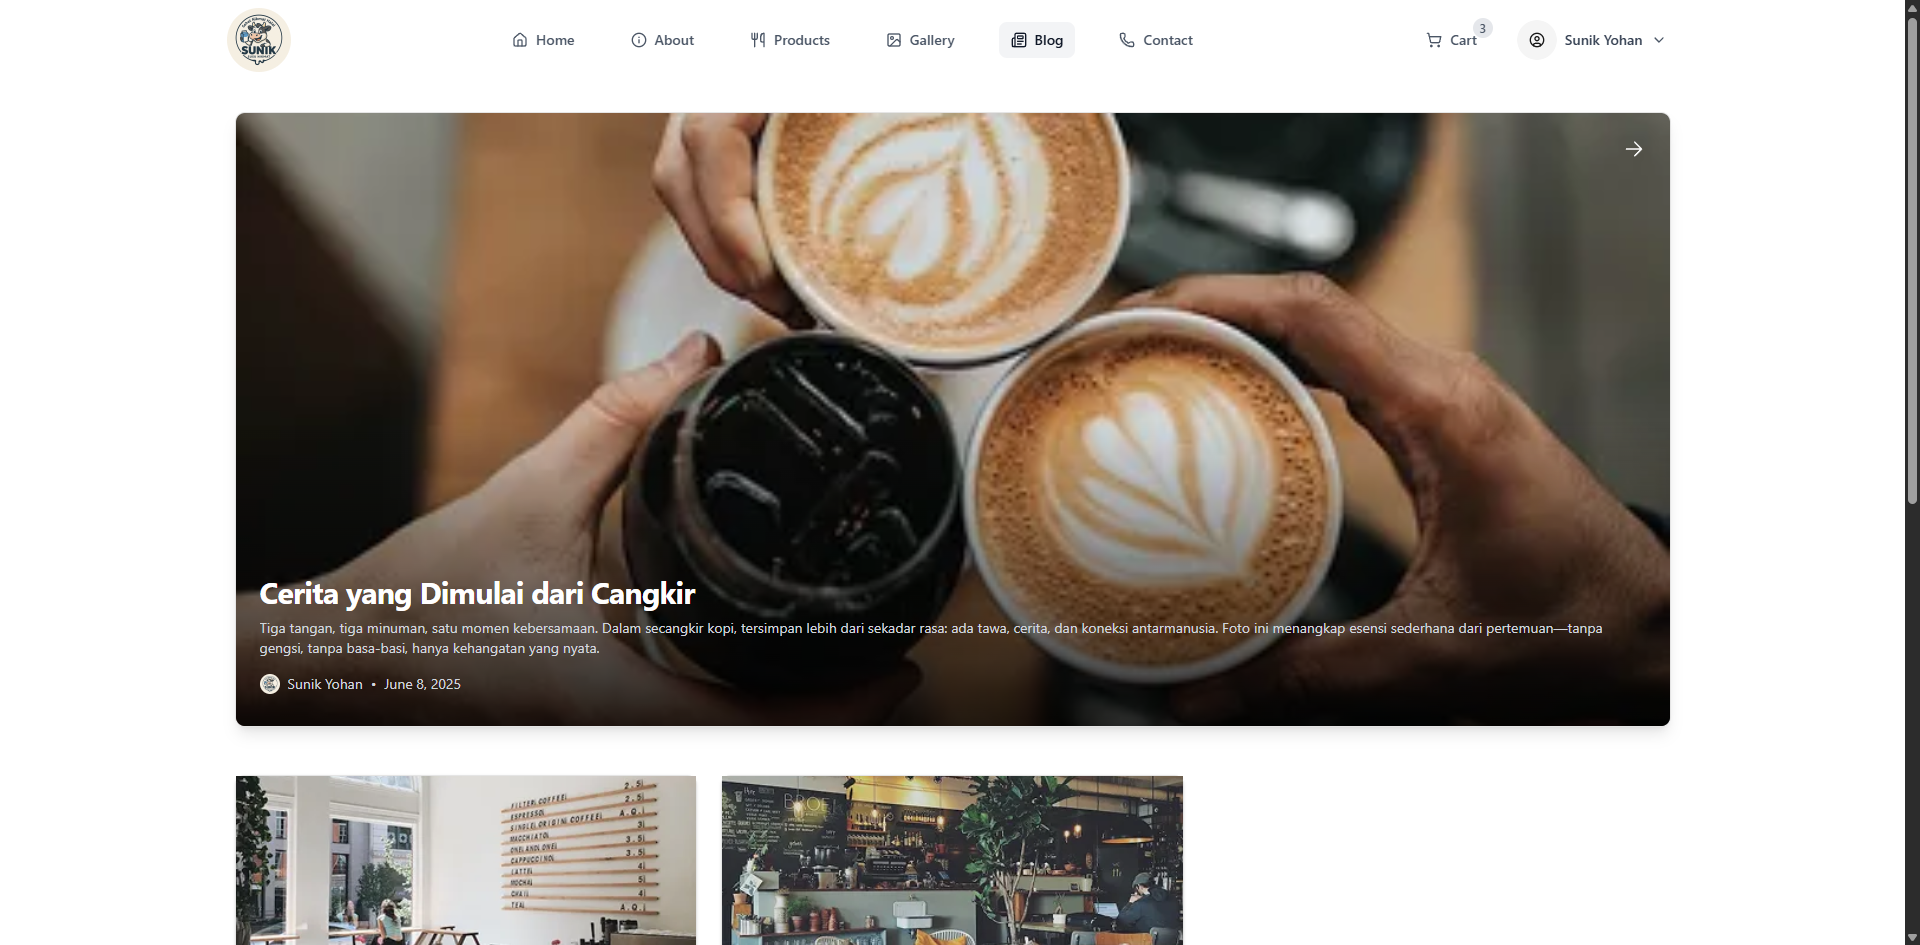 SUNIK
Home
About
Products
Gallery
Blog
Contact
Cart
3
Sunik Yohan
Cerita yang Dimulai dari Cangkir
Tiga tangan, tiga minuman, satu momen kebersamaan. Dalam secangkir kopi, tersimpan lebih dari sekadar rasa: ada tawa, cerita, dan koneksi antarmanusia. Foto ini menangkap esensi sederhana dari pertemuan—tanpa
gengsi, tanpa basa-basi, hanya kehangatan yang nyata.
Sunik Yohan • June 8, 2025
FILTER COFFEE 2.5
ESPRESSO 2.5
SINGLE ORIGIN COFFEE A.Q.
MACCHIATO 3
ONE AND ONE 3.5
CAPPUCCINO 3.5
LATTE 4
MOCHA 5
CHAI 4
TEA A.Q.